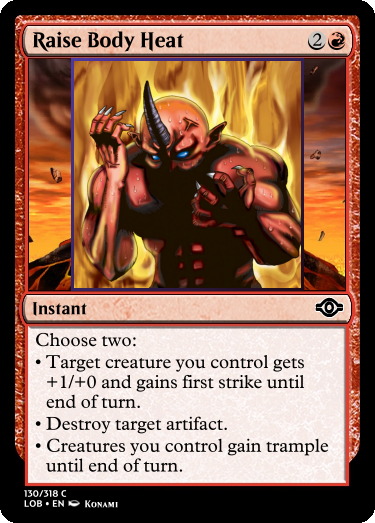 Raise Body Heat 2
Instant
Choose two:
• Target creature you control gets
+1/+0 and gains first strike until
end of turn.
• Destroy target artifact.
• Creatures you control gain trample
until end of turn.
130/318 C
LOB • EN Konami